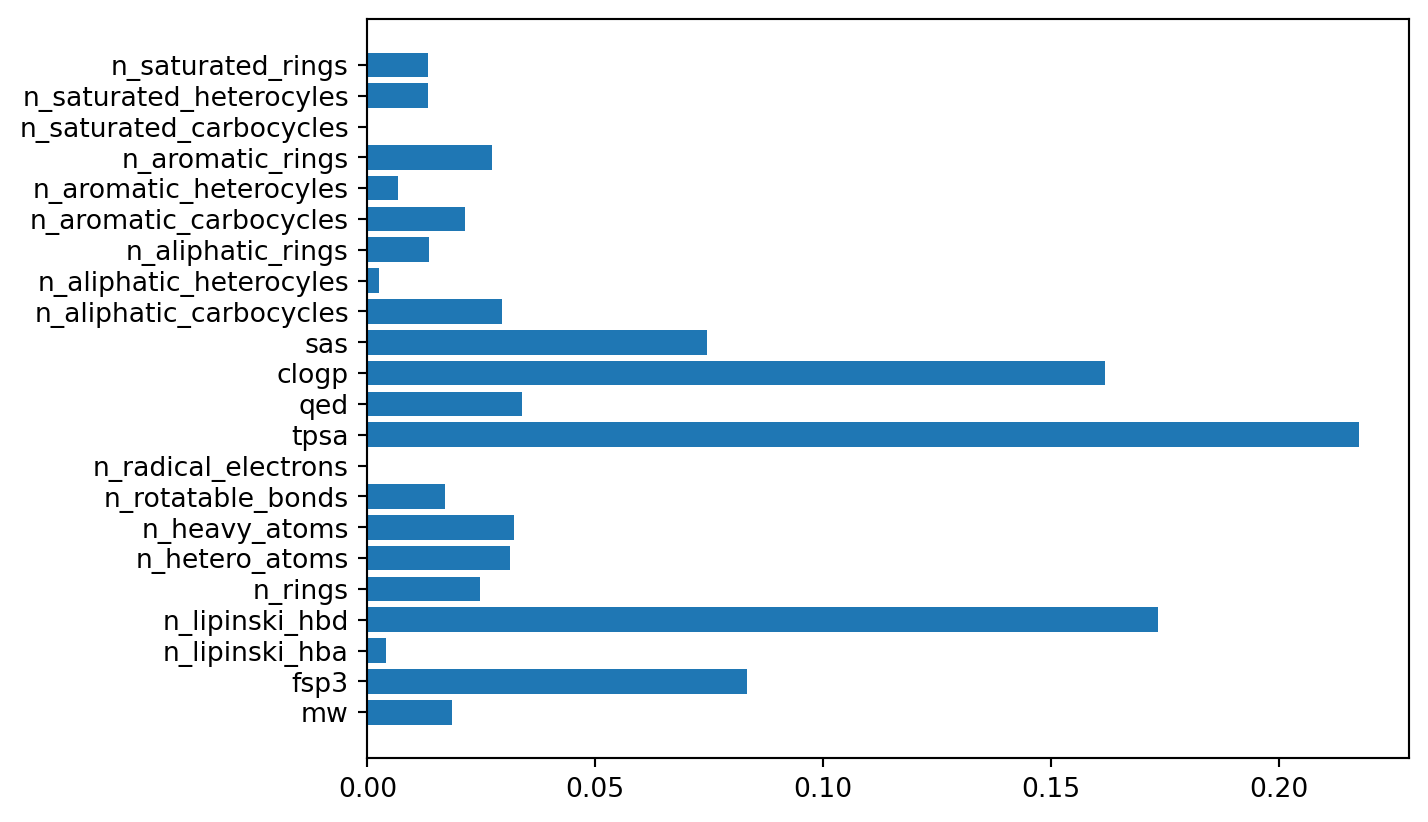 n_saturated_rings
n_saturated_heterocyles
n_saturated_carbocycles
n_aromatic_rings
n_aromatic_heterocyles
n_aromatic_carbocycles
n_aliphatic_rings
n_aliphatic_heterocyles
n_aliphatic_carbocycles
sas
clogp
qed
tpsa
n_radical_electrons
n_rotatable_bonds
n_heavy_atoms
n_hetero_atoms
n_rings
n_lipinski_hbd
n_lipinski_hba
fsp3
mw
0.00 0.05 0.10 0.15 0.20